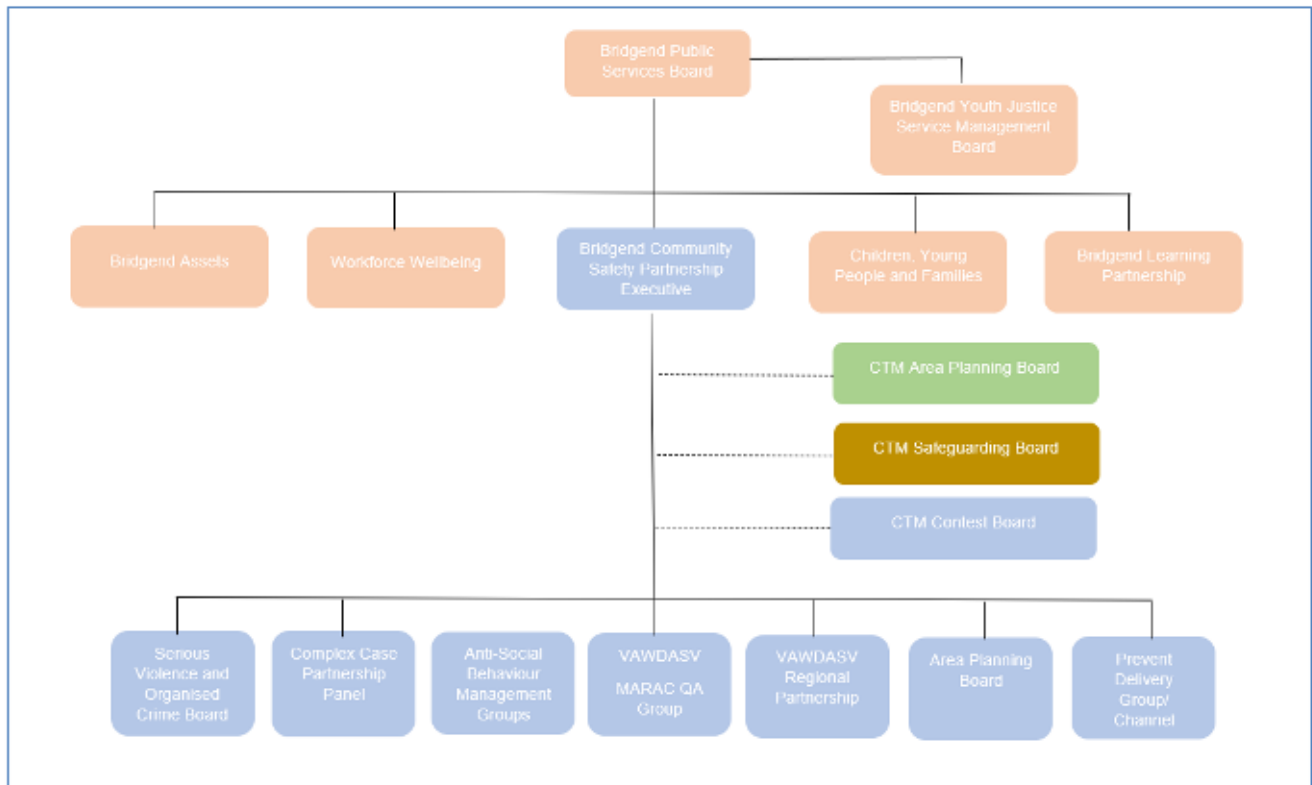 Bridgend Public
Services Board
Bridgend Youth Justice
Service Management
Board
Bridgend Assets
Workforce Wellbeing
Bridgend Community
Safety Partnership
Executive
Children, Young
People and Families
Bridgend Learning
Partnership
CTM Area Planning Board
CTM Safeguarding Board
CTM Contest Board
Serious
Violence and
Organised
Crime Board
Complex Case
Partnership
Panel
Anti-Social
Behaviour
Management
Groups
VAWDASV
MARAC QA
Group
VAWDASV
Regional
Partnership
Area Planning
Board
Prevent
Delivery
Group/
Channel